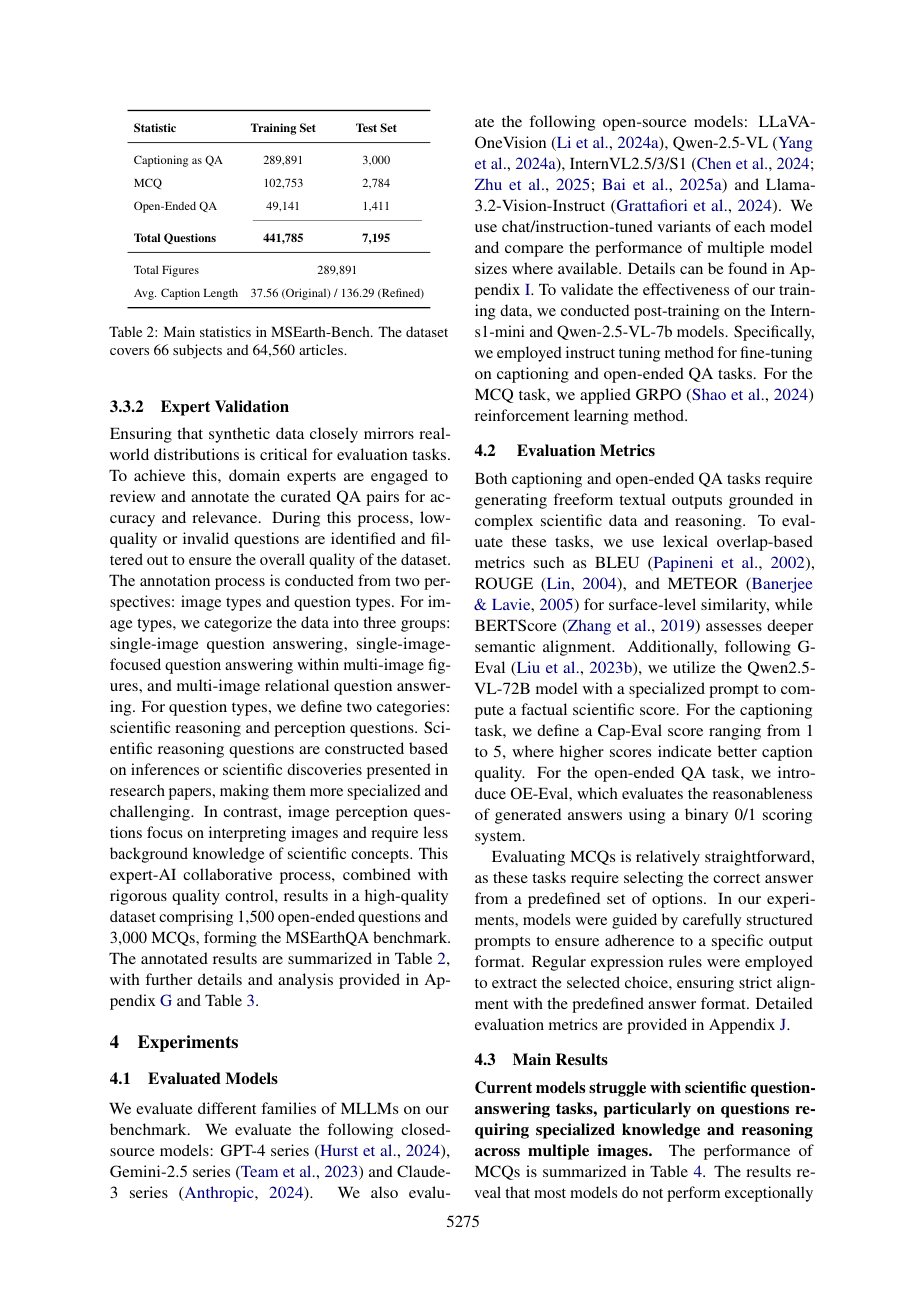 Statistic Training Set Test Set
Captioning as QA 289,891 3,000
MCQ 102,753 2,784
Open-Ended QA 49,141 1,411
Total Questions 441,785 7,195
Total Figures 289,891
Avg. Caption Length 37.56 (Original) / 136.29 (Refined)
Table 2: Main statistics in MSEarth-Bench. The dataset
covers 66 subjects and 64,560 articles.
3.3.2 Expert Validation
Ensuring that synthetic data closely mirrors real-
world distributions is critical for evaluation tasks.
To achieve this, domain experts are engaged to
review and annotate the curated QA pairs for ac-
curacy and relevance. During this process, low-
quality or invalid questions are identified and fil-
tered out to ensure the overall quality of the dataset.
The annotation process is conducted from two per-
spectives: image types and question types. For im-
age types, we categorize the data into three groups:
single-image question answering, single-image-
focused question answering within multi-image fig-
ures, and multi-image relational question answer-
ing. For question types, we define two categories:
scientific reasoning and perception questions. Sci-
entific reasoning questions are constructed based
on inferences or scientific discoveries presented in
research papers, making them more specialized and
challenging. In contrast, image perception ques-
tions focus on interpreting images and require less
background knowledge of scientific concepts. This
expert-AI collaborative process, combined with
rigorous quality control, results in a high-quality
dataset comprising 1,500 open-ended questions and
3,000 MCQs, forming the MSEarthQA benchmark.
The annotated results are summarized in Table 2,
with further details and analysis provided in Ap-
pendix G and Table 3.
4 Experiments
4.1 Evaluated Models
We evaluate different families of MLLMs on our
benchmark. We evaluate the following closed-
source models: GPT-4 series (Hurst et al., 2024),
Gemini-2.5 series (Team et al., 2023) and Claude-
3 series (Anthropic, 2024). We also evalu-
ate the following open-source models: LLaVA-
OneVision (Li et al., 2024a), Qwen-2.5-VL (Yang
et al., 2024a), InternVL2.5/3/S1 (Chen et al., 2024;
Zhu et al., 2025; Bai et al., 2025a) and Llama-
3.2-Vision-Instruct (Grattafiori et al., 2024). We
use chat/instruction-tuned variants of each model
and compare the performance of multiple model
sizes where available. Details can be found in Ap-
pendix I. To validate the effectiveness of our train-
ing data, we conducted post-training on the Intern-
s1-mini and Qwen-2.5-VL-7b models. Specifically,
we employed instruct tuning method for fine-tuning
on captioning and open-ended QA tasks. For the
MCQ task, we applied GRPO (Shao et al., 2024)
reinforcement learning method.
4.2 Evaluation Metrics
Both captioning and open-ended QA tasks require
generating freeform textual outputs grounded in
complex scientific data and reasoning. To eval-
uate these tasks, we use lexical overlap-based
metrics such as BLEU (Papineni et al., 2002),
ROUGE (Lin, 2004), and METEOR (Banerjee
& Lavie, 2005) for surface-level similarity, while
BERTScore (Zhang et al., 2019) assesses deeper
semantic alignment. Additionally, following G-
Eval (Liu et al., 2023b), we utilize the Qwen2.5-
VL-72B model with a specialized prompt to com-
pute a factual scientific score. For the captioning
task, we define a Cap-Eval score ranging from 1
to 5, where higher scores indicate better caption
quality. For the open-ended QA task, we intro-
duce OE-Eval, which evaluates the reasonableness
of generated answers using a binary 0/1 scoring
system.
Evaluating MCQs is relatively straightforward,
as these tasks require selecting the correct answer
from a predefined set of options. In our experi-
ments, models were guided by carefully structured
prompts to ensure adherence to a specific output
format. Regular expression rules were employed
to extract the selected choice, ensuring strict align-
ment with the predefined answer format. Detailed
evaluation metrics are provided in Appendix J.
4.3 Main Results
Current models struggle with scientific question-
answering tasks, particularly on questions re-
quiring specialized knowledge and reasoning
across multiple images. The performance of
MCQs is summarized in Table 4. The results re-
veal that most models do not perform exceptionally
5275